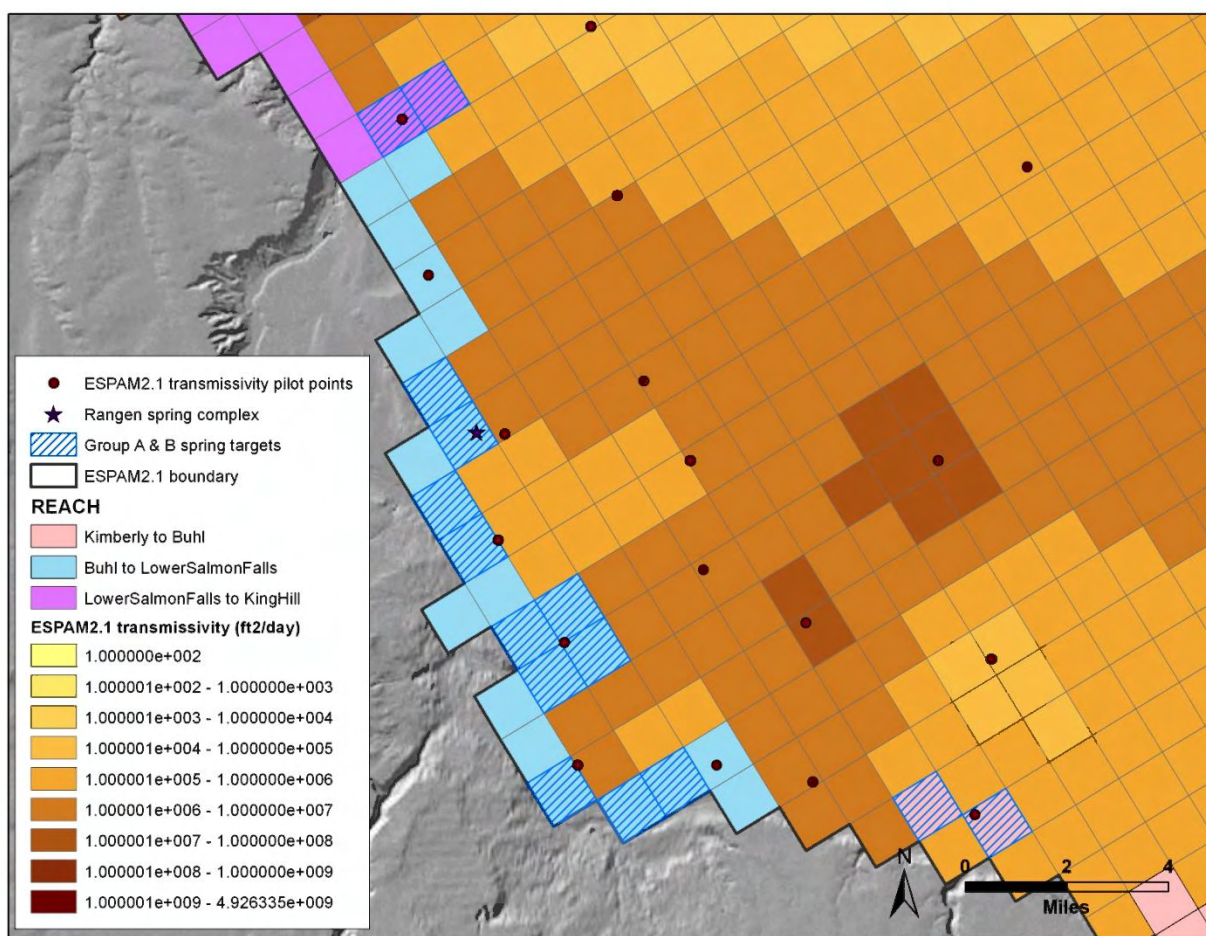 ESPAM2.1 transmissivity pilot points
Rangen spring complex
Group A & B spring targets
ESPAM2.1 boundary
REACH
Kimberly to Buhl
Buhl to LowerSalmonFalls
LowerSalmonFalls to KingHill
ESPAM2.1 transmissivity (ft2/day)
1.000000e+002
1.000001e+002 - 1.000000e+003
1.000001e+003 - 1.000000e+004
1.000001e+004 - 1.000000e+005
1.000001e+005 - 1.000000e+006
1.000001e+006 - 1.000000e+007
1.000001e+007 - 1.000000e+008
1.000001e+008 - 1.000000e+009
1.000001e+009 - 4.926335e+009
N
0 2 4
Miles